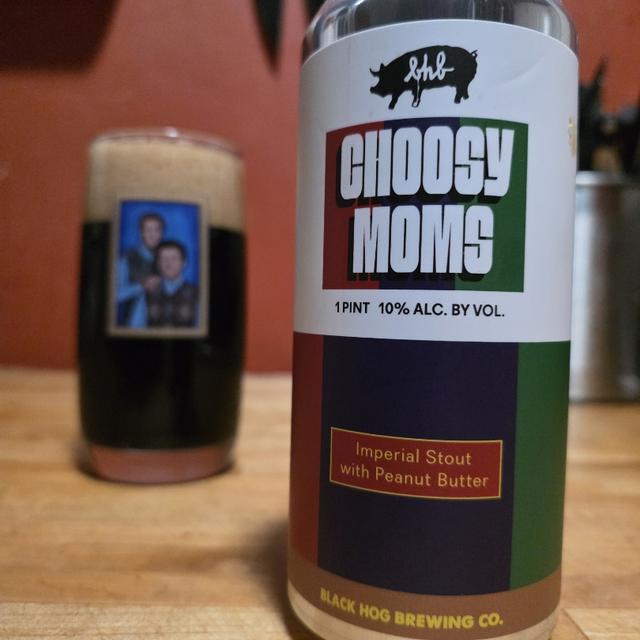 bhb
CHOOSY
MOMS
1 PINT 10% ALC. BY VOL.
Imperial Stout
with Peanut Butter
BLACK HOG BREWING CO.